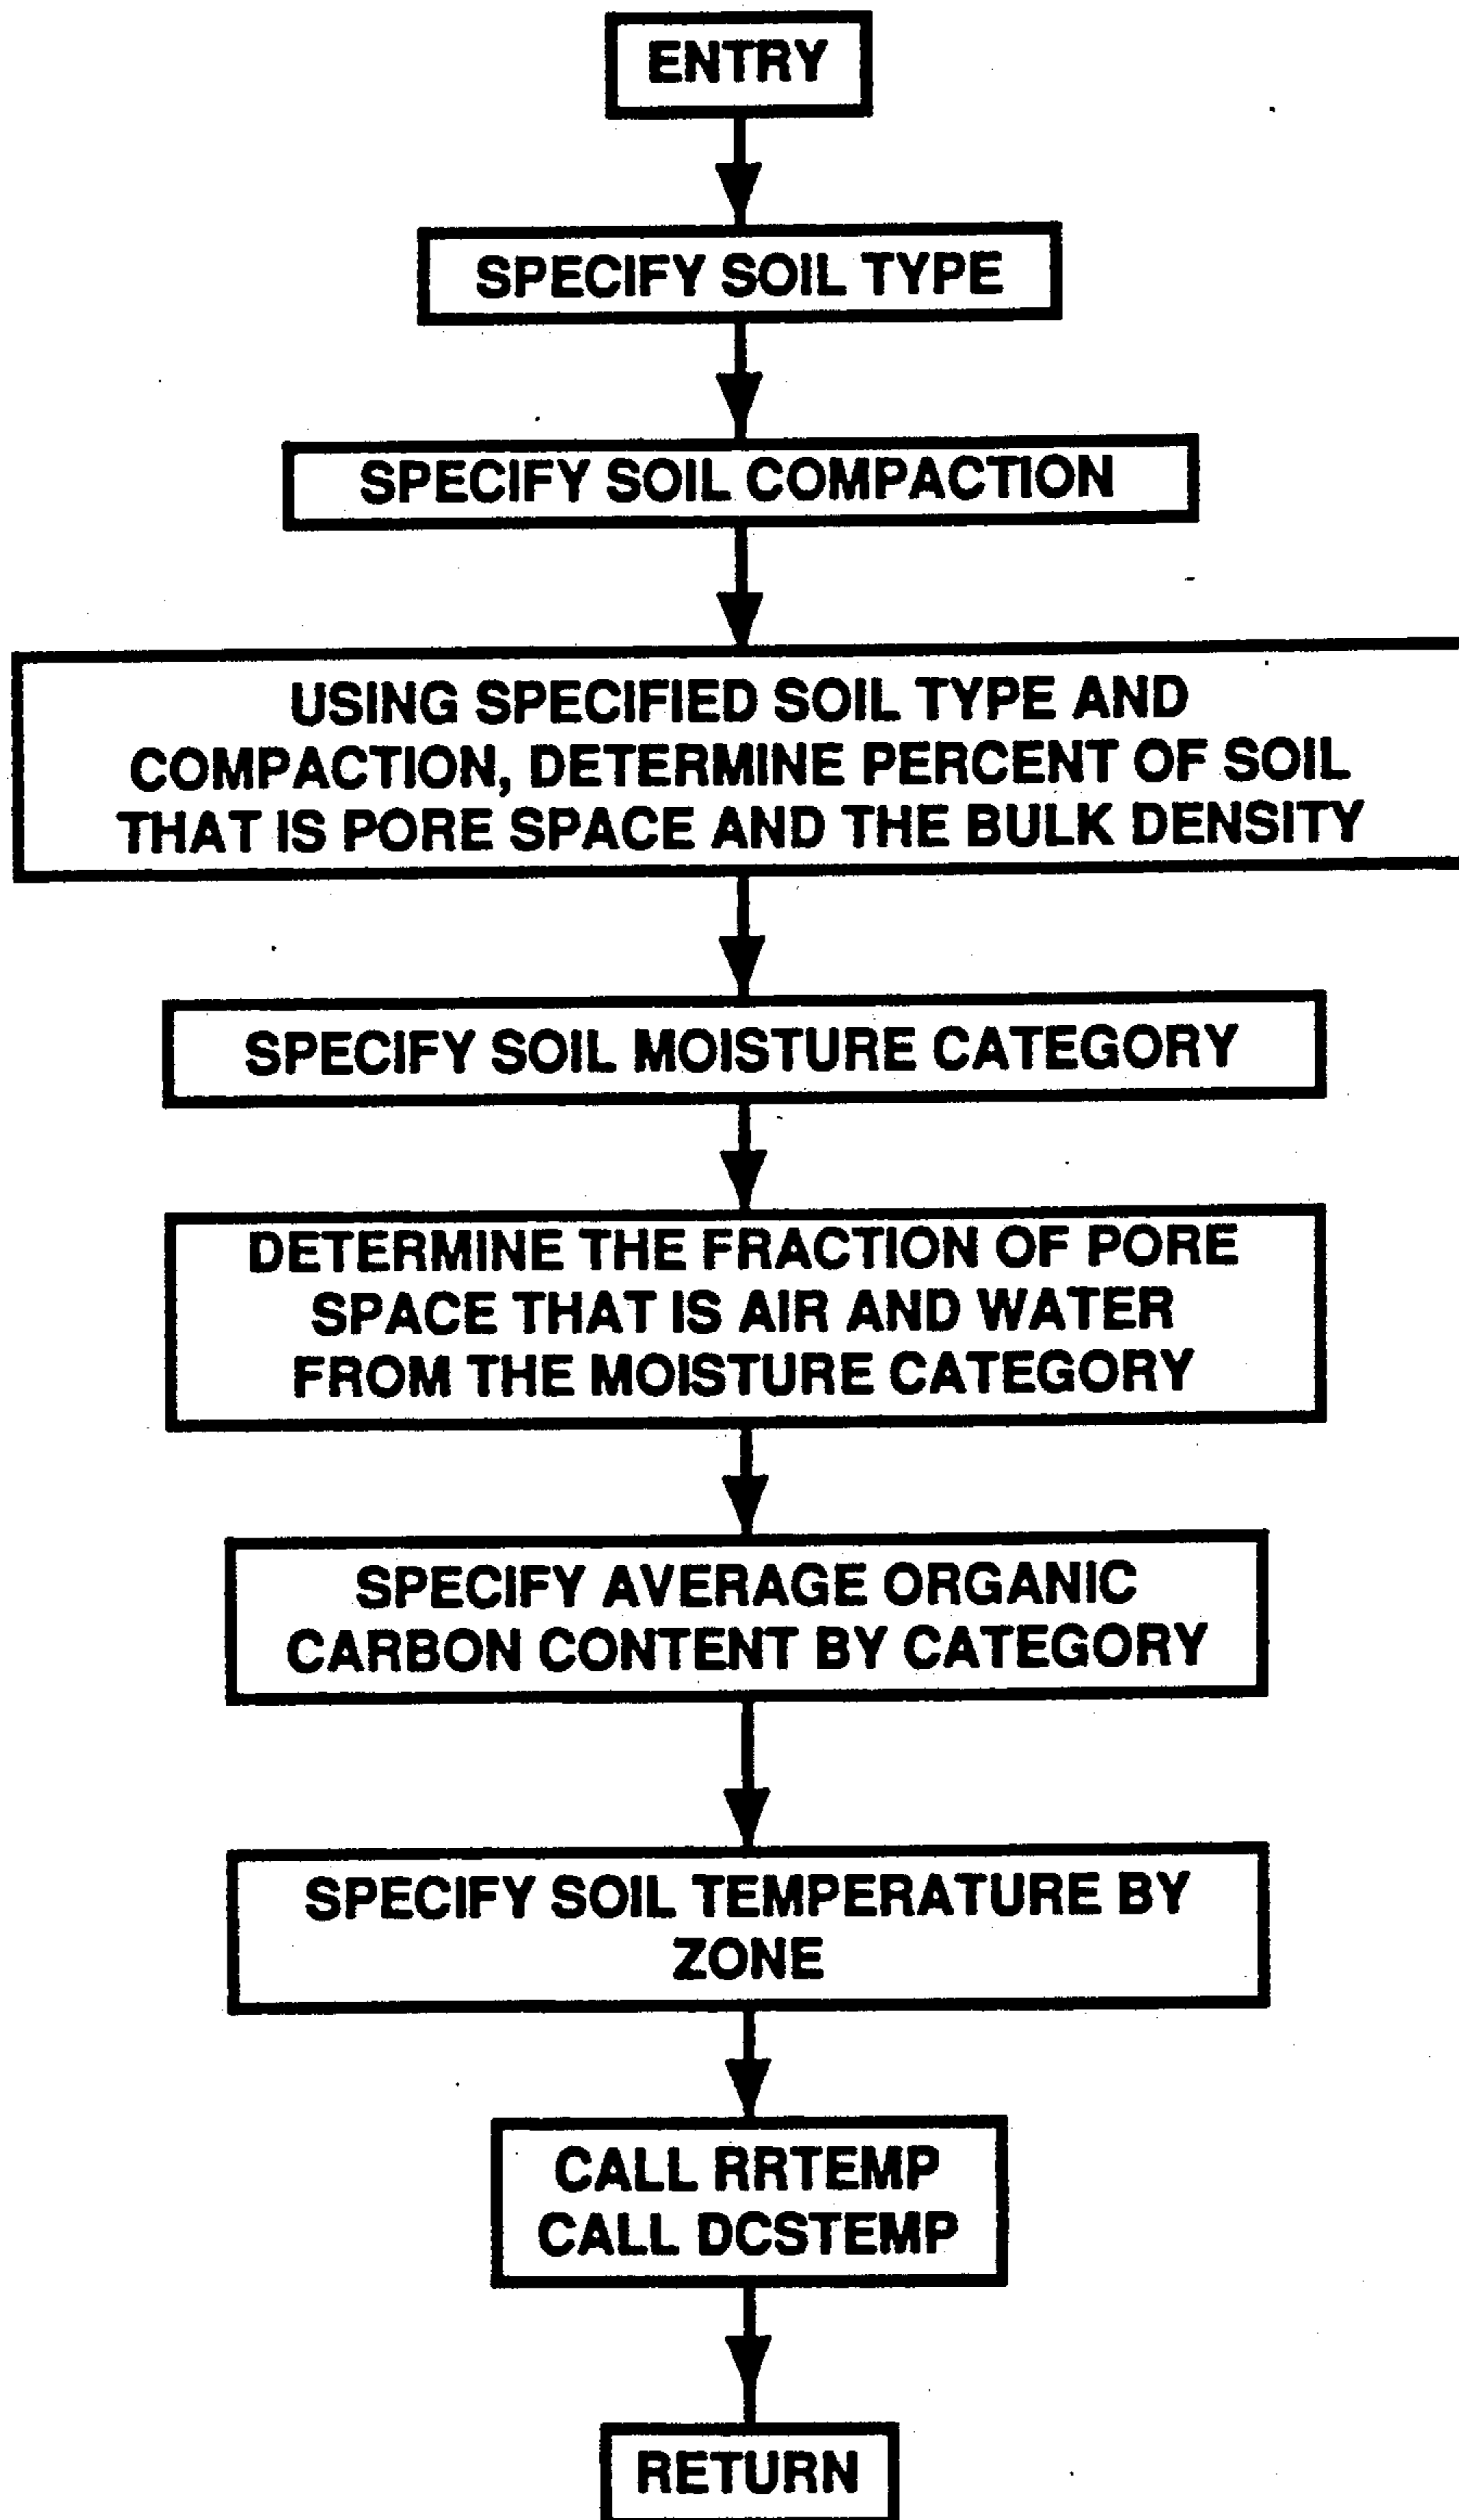 ENTRY
SPECIFY SOIL TYPE
SPECIFY SOIL COMPACTION
USING SPECIFIED SOIL TYPE AND
COMPACTION, DETERMINE PERCENT OF SOIL
THAT IS PORE SPACE AND THE BULK DENSITY
SPECIFY SOIL MOISTURE CATEGORY
DETERMINE THE FRACTION OF PORE
SPACE THAT IS AIR AND WATER
FROM THE MOISTURE CATEGORY
SPECIFY AVERAGE ORGANIC
CARBON CONTENT BY CATEGORY
SPECIFY SOIL TEMPERATURE BY
ZONE
CALL RRTEMP
CALL DCSTEMP
RETURN